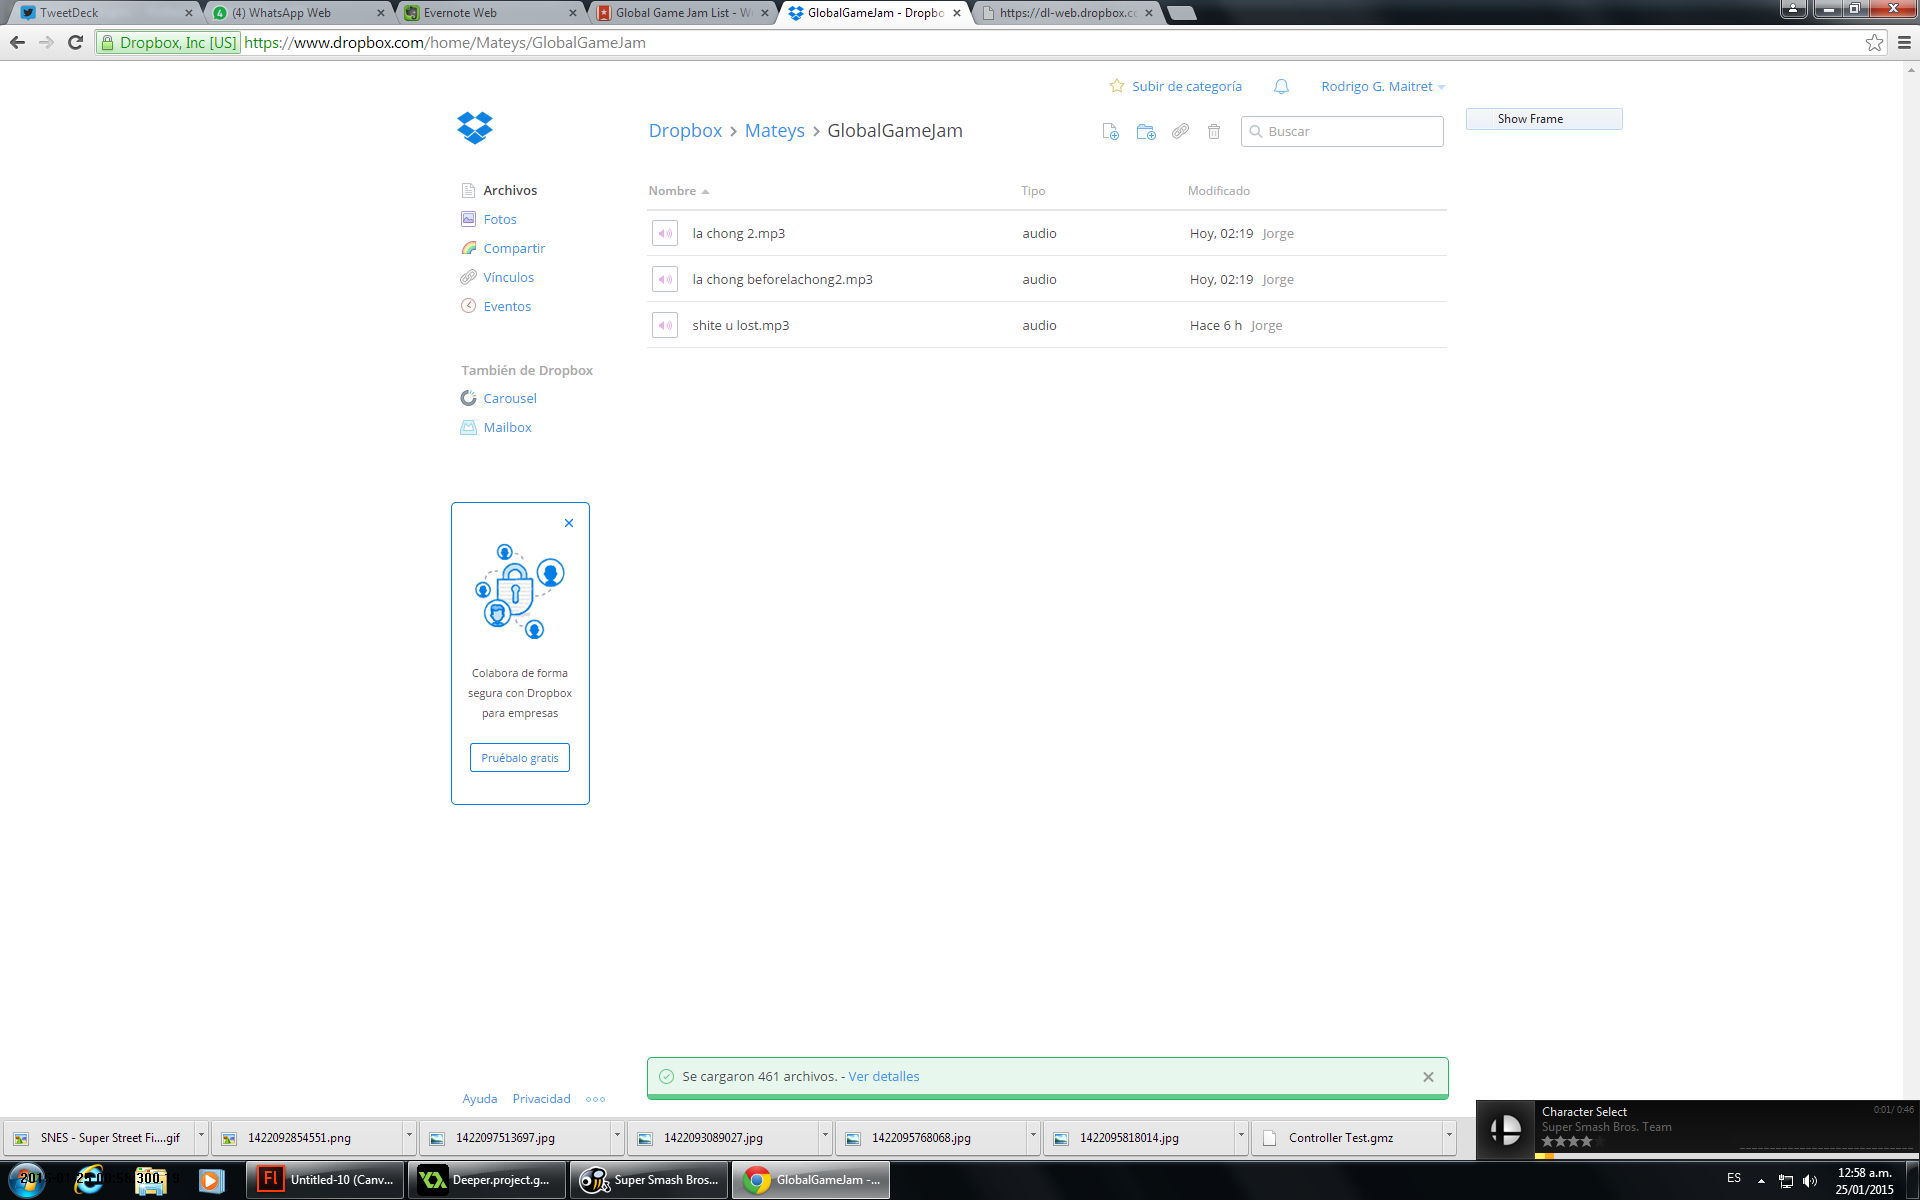 TweetDeck
(4) WhatsApp Web
Evernote Web
Global Game Jam List - W
GlobalGameJam - Dropbo
https://dl-web.dropbox.c
Dropbox, Inc [US] https://www.dropbox.com/home/Mateys/GlobalGameJam
Subir de categoría
Rodrigo G. Maitret
Dropbox › Mateys › GlobalGameJam
Buscar
Show Frame
Archivos
Fotos
Compartir
Vínculos
Eventos
También de Dropbox
Carousel
Mailbox
Nombre Tipo Modificado
la chong 2.mp3 audio Hoy, 02:19 Jorge
la chong beforelachong2.mp3 audio Hoy, 02:19 Jorge
shite u lost.mp3 audio Hace 6 h Jorge
Colabora de forma
segura con Dropbox
para empresas
Pruébalo gratis
Se cargaron 461 archivos. - Ver detalles
Ayuda Privacidad
SNES - Super Street Fi....gif
1422092854551.png
1422097513697.jpg
1422093089027.jpg
1422095768068.jpg
1422095818014.jpg
Controller Test.gmz
Character Select
0:01/ 0:46
Super Smash Bros. Team
Fl
Untitled-10 (Canv...
Deeper.project.g...
Super Smash Bros...
GlobalGameJam -...
ES
12:58 a.m.
25/01/2015